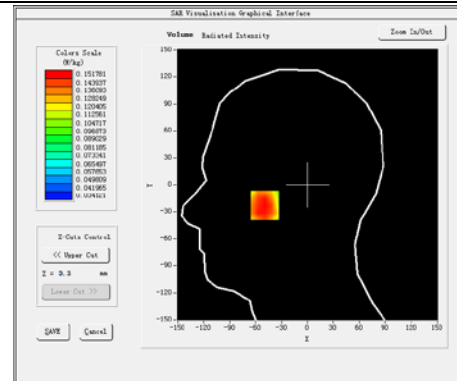 SAR Visualisation Graphical Interface
Volume Radiated Intensity
Zoom In/Out
Colors Scale
(W/kg)
0.151781
0.143937
0.136093
0.128249
0.120405
0.112561
0.104717
0.096873
0.089029
0.081185
0.073341
0.065497
0.057653
0.049809
0.041965
0.034121
Z-Cuts Control
<< Upper Cut
Z = 3.3 mm
Lower Cut >>
SAVE
Cancel
150
120
90
60
30
0
-30
-60
-90
-120
-150
Y
-150 -120 -90 -60 -30 0 30 60 90 120 150
X